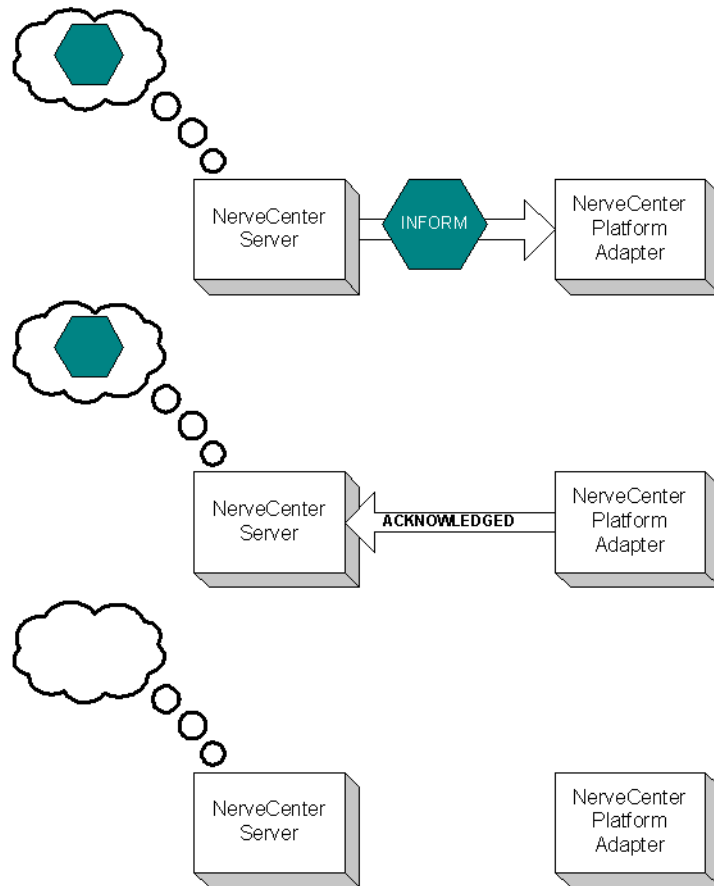 NerveCenter
Server
INFORM
NerveCenter
Platform
Adapter
NerveCenter
Server
ACKNOWLEDGED
NerveCenter
Platform
Adapter
NerveCenter
Server
NerveCenter
Platform
Adapter